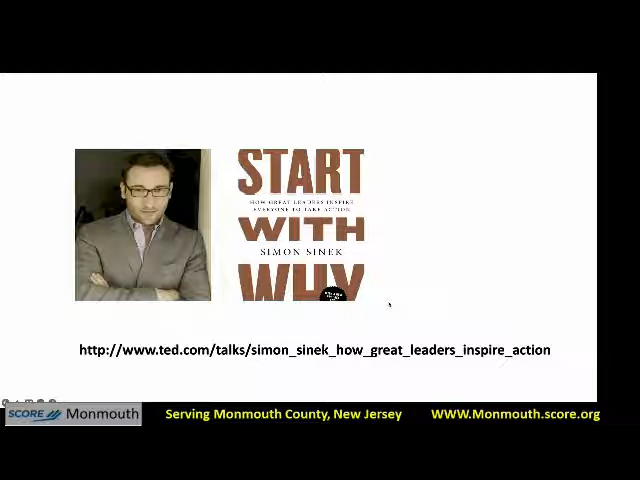 START
HOW GREAT LEADERS INSPIRE
EVERYONE TO TAKE ACTION
WITH
SIMON SINEK
WHY
http://www.ted.com/talks/simon_sinek_how_great_leaders_inspire_action
SCORE Monmouth
Serving Monmouth County, New Jersey
WWW.Monmouth.score.org